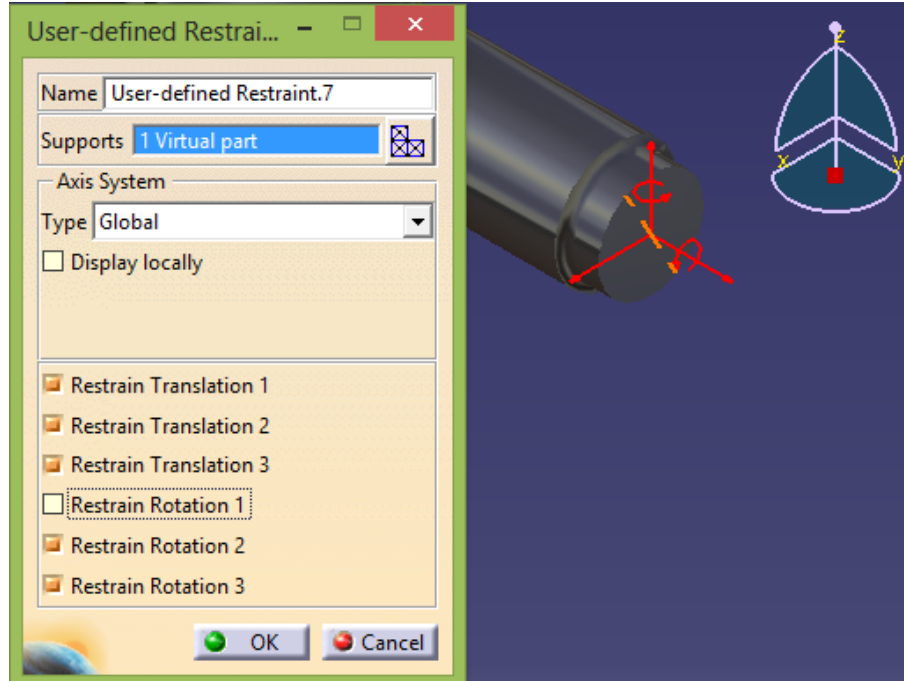 User-defined Restrai...
Name User-defined Restraint.7
Supports 1 Virtual part
Axis System
Type Global
Display locally
Restrain Translation 1
Restrain Translation 2
Restrain Translation 3
Restrain Rotation 1
Restrain Rotation 2
Restrain Rotation 3
OK Cancel
z
x y